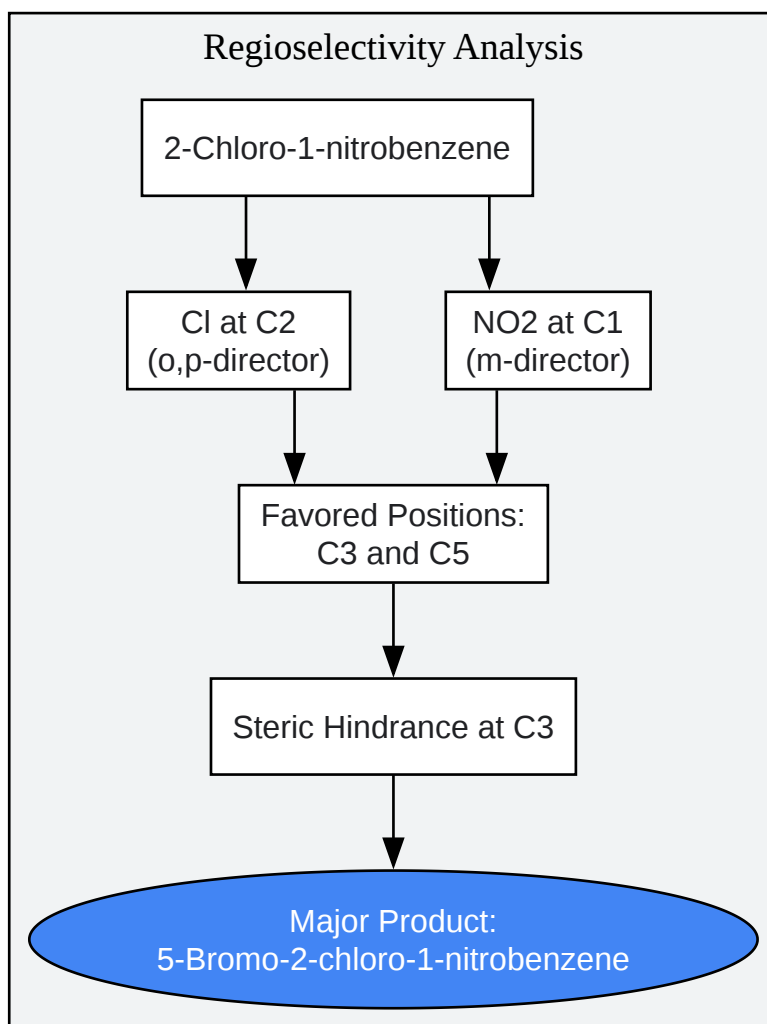 Regioselectivity Analysis
2-Chloro-1-nitrobenzene
Cl at C2
(o,p-director)
NO2 at C1
(m-director)
Favored Positions:
C3 and C5
Steric Hindrance at C3
Major Product:
5-Bromo-2-chloro-1-nitrobenzene